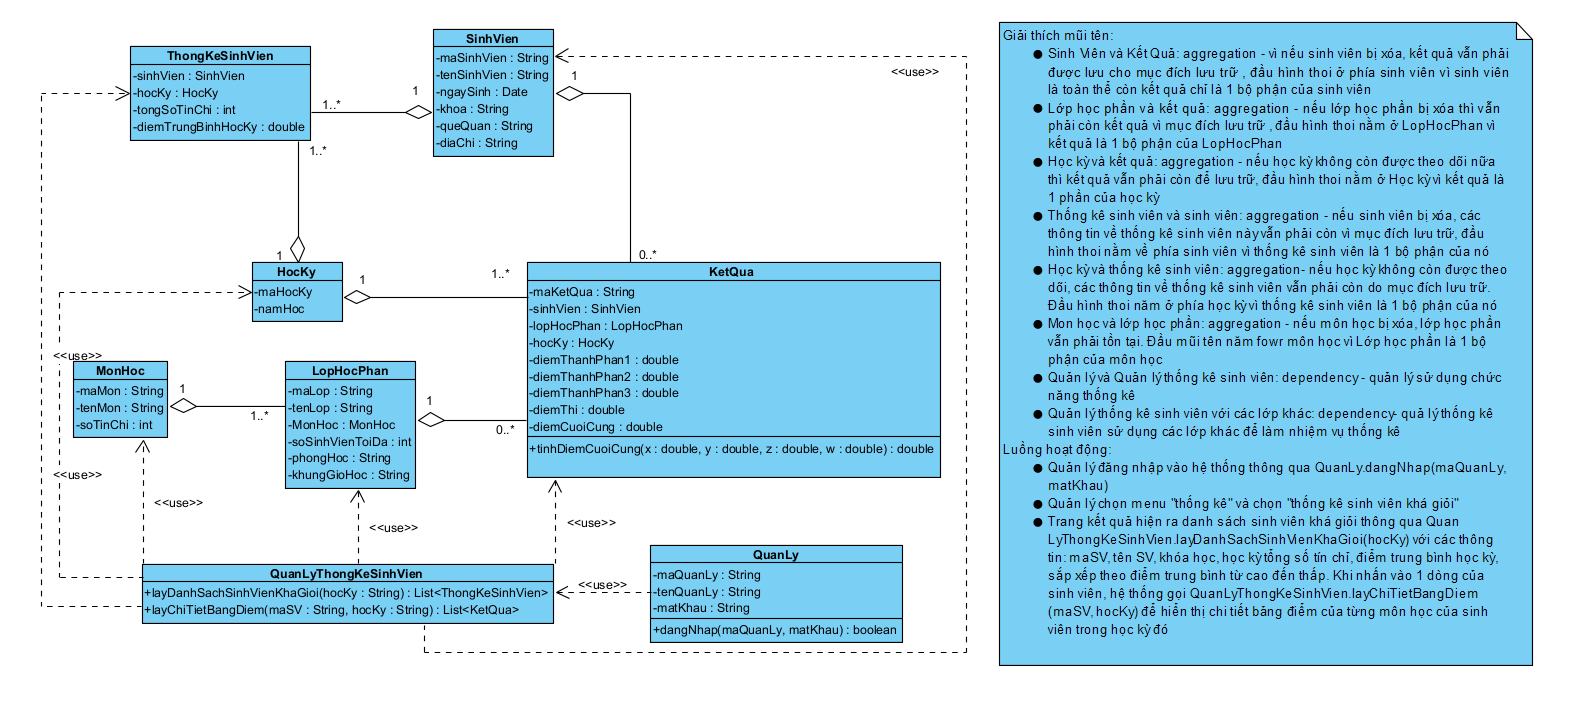 ThongKeSinhVien
-sinhVien : SinhVien
-hocKy : HocKy
-tongSoTinChi : int
-diemTrungBinhHocKy : double
SinhVien
-maSinhVien : String
-tenSinhVien : String
-ngaySinh : Date
-khoa : String
-queQuan : String
-diaChi : String
<<use>>
1
1
1..*
1..*
1
0..*
HocKy
-maHocKy
-namHoc
1
1..*
KetQua
-maKetQua : String
-sinhVien : SinhVien
-lopHocPhan : LopHocPhan
-hocKy : HocKy
-diemThanhPhan1 : double
-diemThanhPhan2 : double
-diemThanhPhan3 : double
-diemThi : double
-diemCuoiCung : double
+tinhDiemCuoiCung(x : double, y : double, z : double, w : double) : double
<<use>>
MonHoc
-maMon : String
-tenMon : String
-soTinChi : int
1
1..*
LopHocPhan
-maLop : String
-tenLop : String
-MonHoc : MonHoc
-soSinhVienToiDa : int
-phongHoc : String
-khungGioHoc : String
1
0..*
<<use>>
<<use>>
<<use>>
<<use>>
QuanLyThongKeSinhVien
+layDanhSachSinhVienKhaGioi(hocKy : String) : List<ThongKeSinhVien>
+layChiTietBangDiem(maSV : String, hocKy : String) : List<KetQua>
<<use>>
QuanLy
-maQuanLy : String
-tenQuanLy : String
-matKhau : String
+dangNhap(maQuanLy, matKhau) : boolean
Giải thích mũi tên:
● Sinh Viên và Kết Quả: aggregation - vì nếu sinh viên bị xóa, kết quả vẫn phải
được lưu cho mục đích lưu trữ , đầu hình thoi ở phía sinh viên vì sinh viên
là toàn thể còn kết quả chỉ là 1 bộ phận của sinh viên
● Lớp học phần và kết quả: aggregation - nếu lớp học phần bị xóa thì vẫn
phải còn kết quả vì mục đích lưu trữ , đầu hình thoi nằm ở LopHocPhan vì
kết quả là 1 bộ phận của LopHocPhan
● Học kỳ và kết quả: aggregation - nếu học kỳ không còn được theo dõi nữa
thì kết quả vẫn phải còn để lưu trữ, đầu hình thoi nằm ở Học kỳ vì kết quả là
1 phần của học kỳ
● Thống kê sinh viên và sinh viên: aggregation - nếu sinh viên bị xóa, các
thông tin về thống kê sinh viên này vẫn phải còn vì mục đích lưu trữ, đầu
hình thoi nằm về phía sinh viên vì thống kê sinh viên là 1 bộ phận của nó
● Học kỳ và thống kê sinh viên: aggregation- nếu học kỳ không còn được theo
dõi, các thông tin về thống kê sinh viên vẫn phải còn do mục đích lưu trữ.
Đầu hình thoi năm ở phía học kỳ vì thống kê sinh viên là 1 bộ phận của nó
● Mon học và lớp học phần: aggregation - nếu môn học bị xóa, lớp học phần
vẫn phải tồn tại. Đầu mũi tên năm fowr môn học vì Lớp học phần là 1 bộ
phận của môn học
● Quản lý và Quản lý thống kê sinh viên: dependency - quản lý sử dụng chức
năng thống kê
● Quản lý thống kê sinh viên với các lớp khác: dependency- quả lý thống kê
sinh viên sử dụng các lớp khác để làm nhiệm vụ thống kê
Luồng hoạt động:
● Quản lý đăng nhập vào hệ thống thông qua QuanLy.dangNhap(maQuanLy,
matKhau)
● Quản lý chọn menu "thống kê" và chọn "thống kê sinh viên khá giỏi"
● Trang kết quả hiện ra danh sách sinh viên khá giỏi thông qua Quan
LyThongKeSinhVien.layDanhSachSinhVienKhaGioi(hocKy) với các thông
tin: maSV, tên SV, khóa học, học kỳ tổng số tín chỉ, điểm trung bình học kỳ,
sắp xếp theo điểm trung bình từ cao đến thấp. Khi nhấn vào 1 dòng của
sinh viên, hệ thống gọi QuanLyThongKeSinhVien.layChiTietBangDiem
(maSV, hocKy) để hiển thị chi tiết bảng điểm của từng môn học của sinh
viên trong học kỳ đó